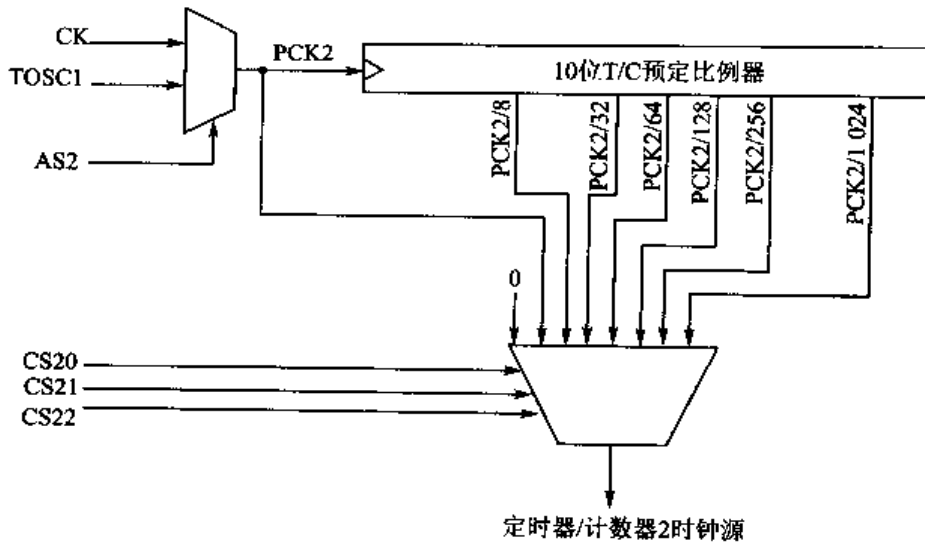 CK
TOSC1
AS2
PCK2
10位T/C预定比例器
PCK2/8
PCK2/32
PCK2/64
PCK2/128
PCK2/256
PCK2/1 024
0
CS20
CS21
CS22
定时器/计数器2时钟源